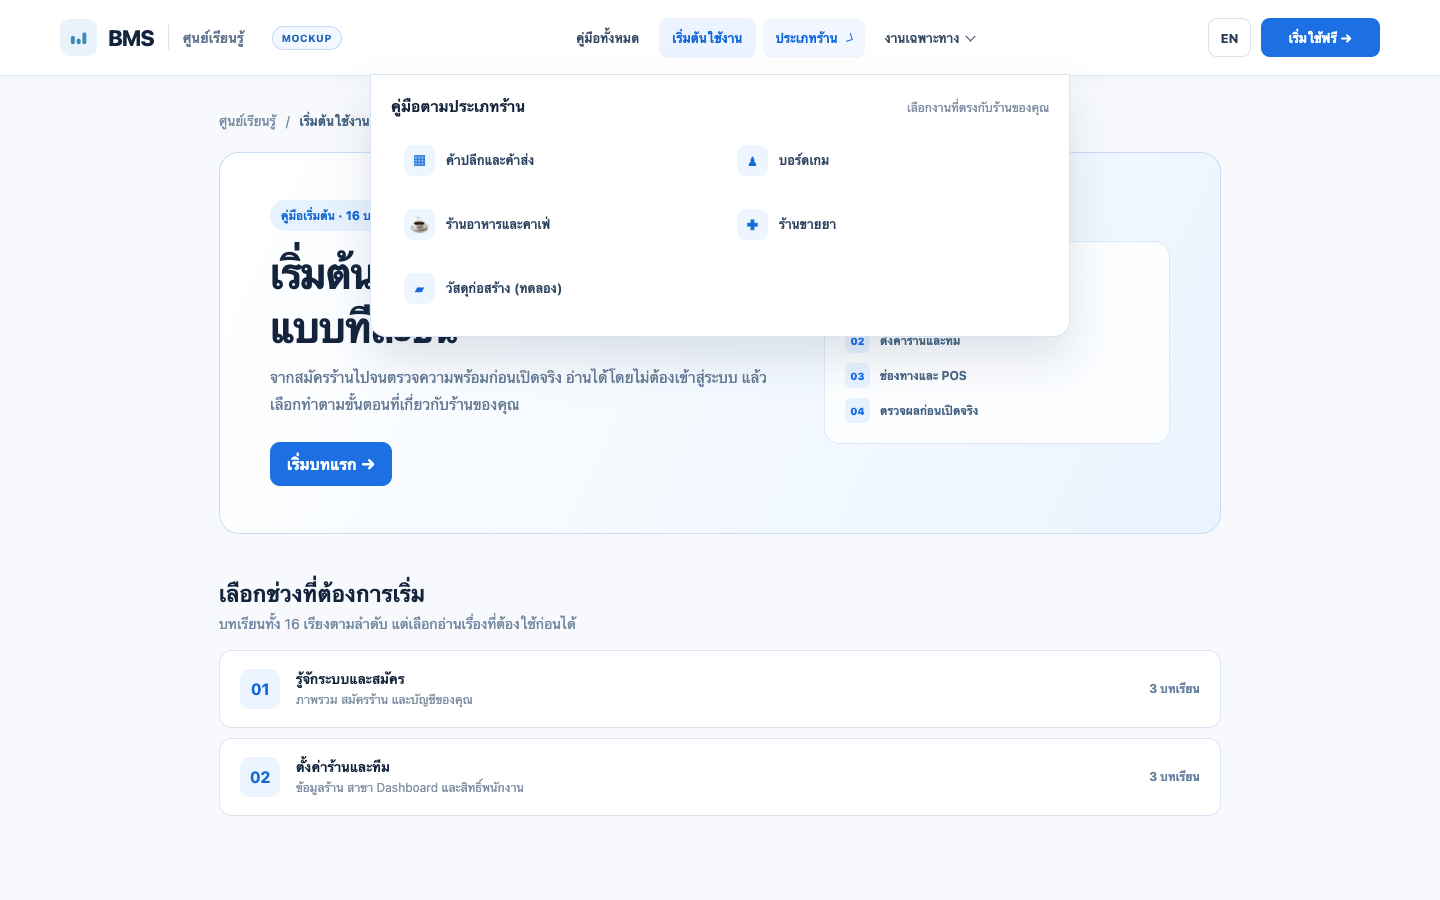 BMS
ศูนย์เรียนรู้
MOCKUP
คู่มือทั้งหมด
เริ่มต้นใช้งาน
ประเภทร้าน
งานเฉพาะทาง
EN
เริ่มใช้ฟรี →
ศูนย์เรียนรู้ / เริ่มต้นใช้งาน
คู่มือตามประเภทร้าน
เลือกงานที่ตรงกับร้านของคุณ
ค้าปลีกและค้าส่ง
บอร์ดเกม
ร้านอาหารและคาเฟ่
ร้านขายยา
วัสดุก่อสร้าง (ทดลอง)
คู่มือเริ่มต้น · 16
เริ่มต้น
จากสมัครร้านไปจนตรวจความพร้อมก่อนเปิดจริง อ่านได้โดยไม่ต้องเข้าสู่ระบบ แล้ว
เลือกทำตามขั้นตอนที่เกี่ยวกับร้านของคุณ
เริ่มบทแรก →
02 ตั้งค่าร้านและทีม
03 ช่องทางและ POS
04 ตรวจผลก่อนเปิดจริง
เลือกช่วงที่ต้องการเริ่ม
บทเรียนทั้ง 16 เรียงตามลำดับ แต่เลือกอ่านเรื่องที่ต้องใช้ก่อนได้
01
รู้จักระบบและสมัคร
ภาพรวม สมัครร้าน และบัญชีของคุณ
3 บทเรียน
02
ตั้งค่าร้านและทีม
ข้อมูลร้าน สาขา Dashboard และสิทธิ์พนักงาน
3 บทเรียน